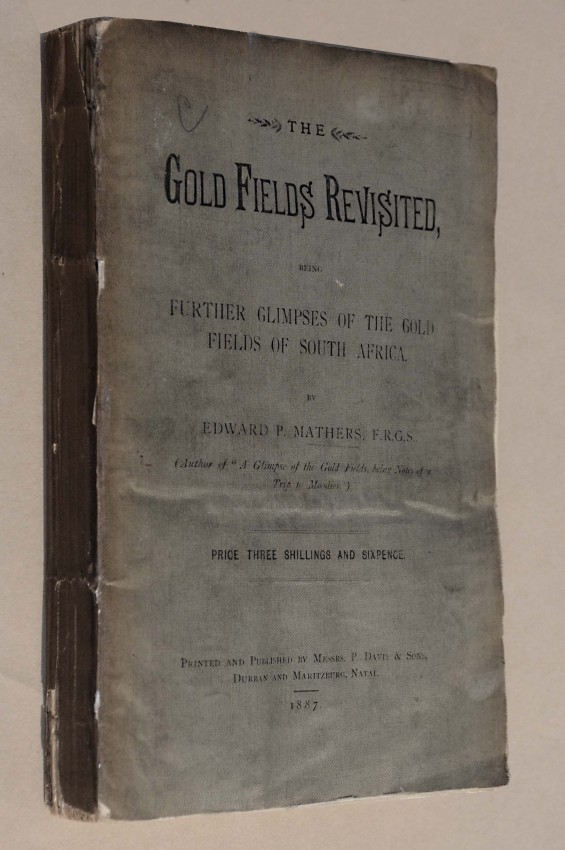 THE
GOLD FIELDS REVISITED,
BEING
FURTHER GLIMPSES OF THE GOLD
FIELDS OF SOUTH AFRICA.
BY
EDWARD P. MATHERS, F.R.G.S.
(Author of "A Glimpse of the Gold Fields, being Notes of a
Trip to
PRICE THREE SHILLINGS AND SIXPENCE.
PRINTED AND PUBLISHED BY MESSRS. P. DAVIS & SONS,
DURBAN AND MARITZBURG, NATAL.
1887.